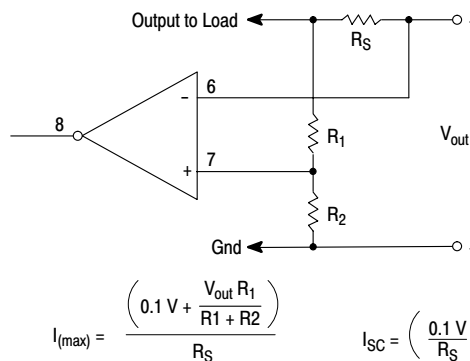 Output to Load
R_S
6
8
-
R_1
V_out
7
+
R_2
Gnd
I_(max) = (0.1 V + V_out R_1 / R1 + R2) / R_S
I_SC = ( 0.1 V / R_S